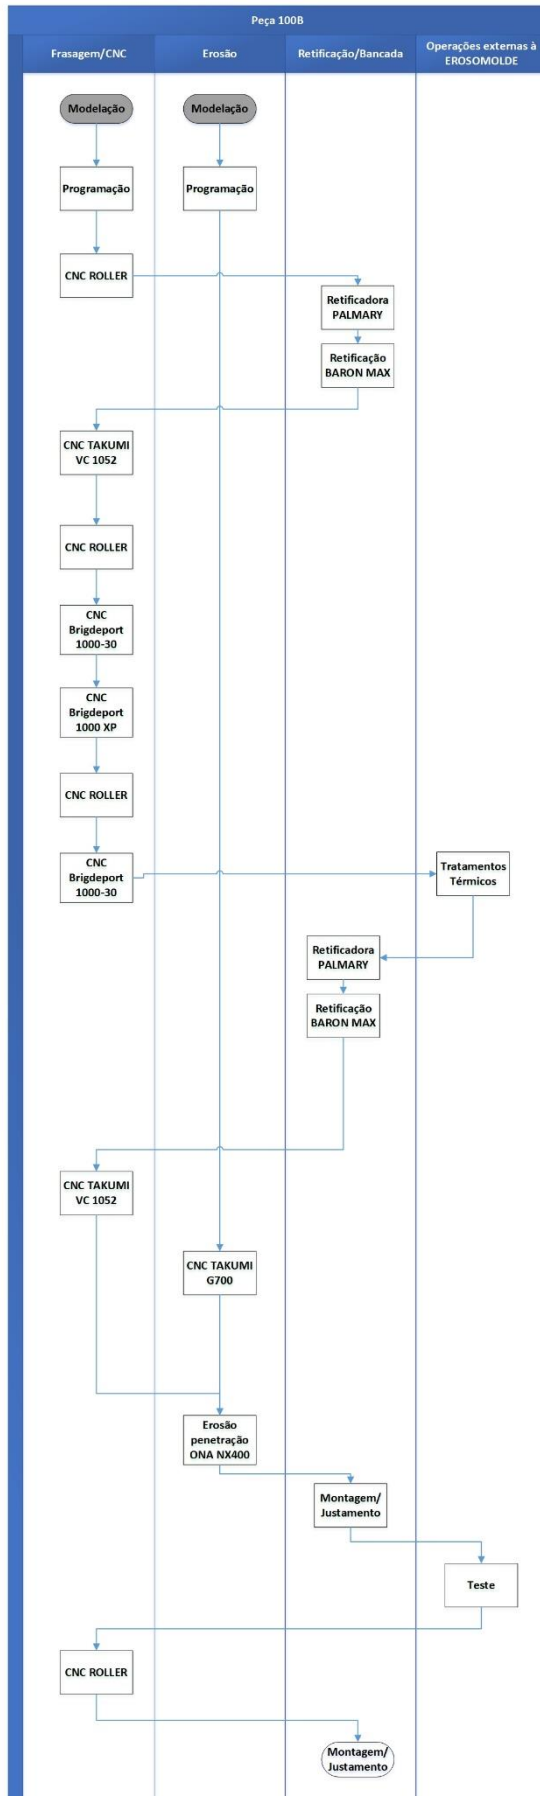 Peça 100B
Frasagem/CNC
Erosão
Retificação/Bancada
Operações externas à
EROSOMOLDE
Modelação
Modelação
Programação
Programação
CNC ROLLER
Retificadora
PALMARY
Retificação
BARON MAX
CNC TAKUMI
VC 1052
CNC ROLLER
CNC
Brigdeport
1000-30
CNC
Brigdeport
1000 XP
CNC ROLLER
CNC
Brigdeport
1000-30
Tratamentos
Térmicos
Retificadora
PALMARY
Retificação
BARON MAX
CNC TAKUMI
VC 1052
CNC TAKUMI
G700
Erosão
penetração
ONA NX400
Montagem/
Justamento
Teste
CNC ROLLER
Montagem/
Justamento